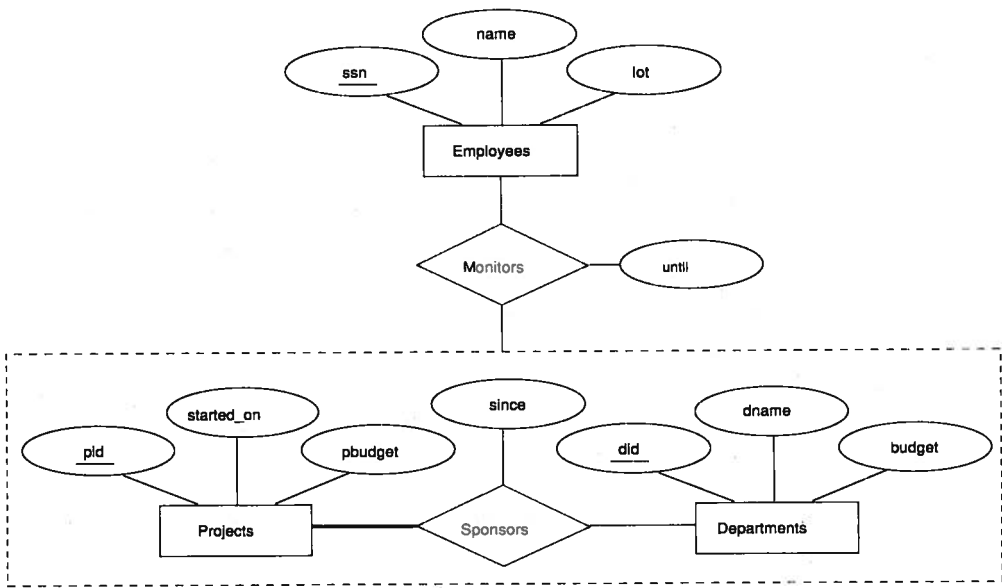 name
ssn
lot
Employees
Monitors
until
since
started_on
dname
pid
pbudget
did
budget
Projects
Sponsors
Departments